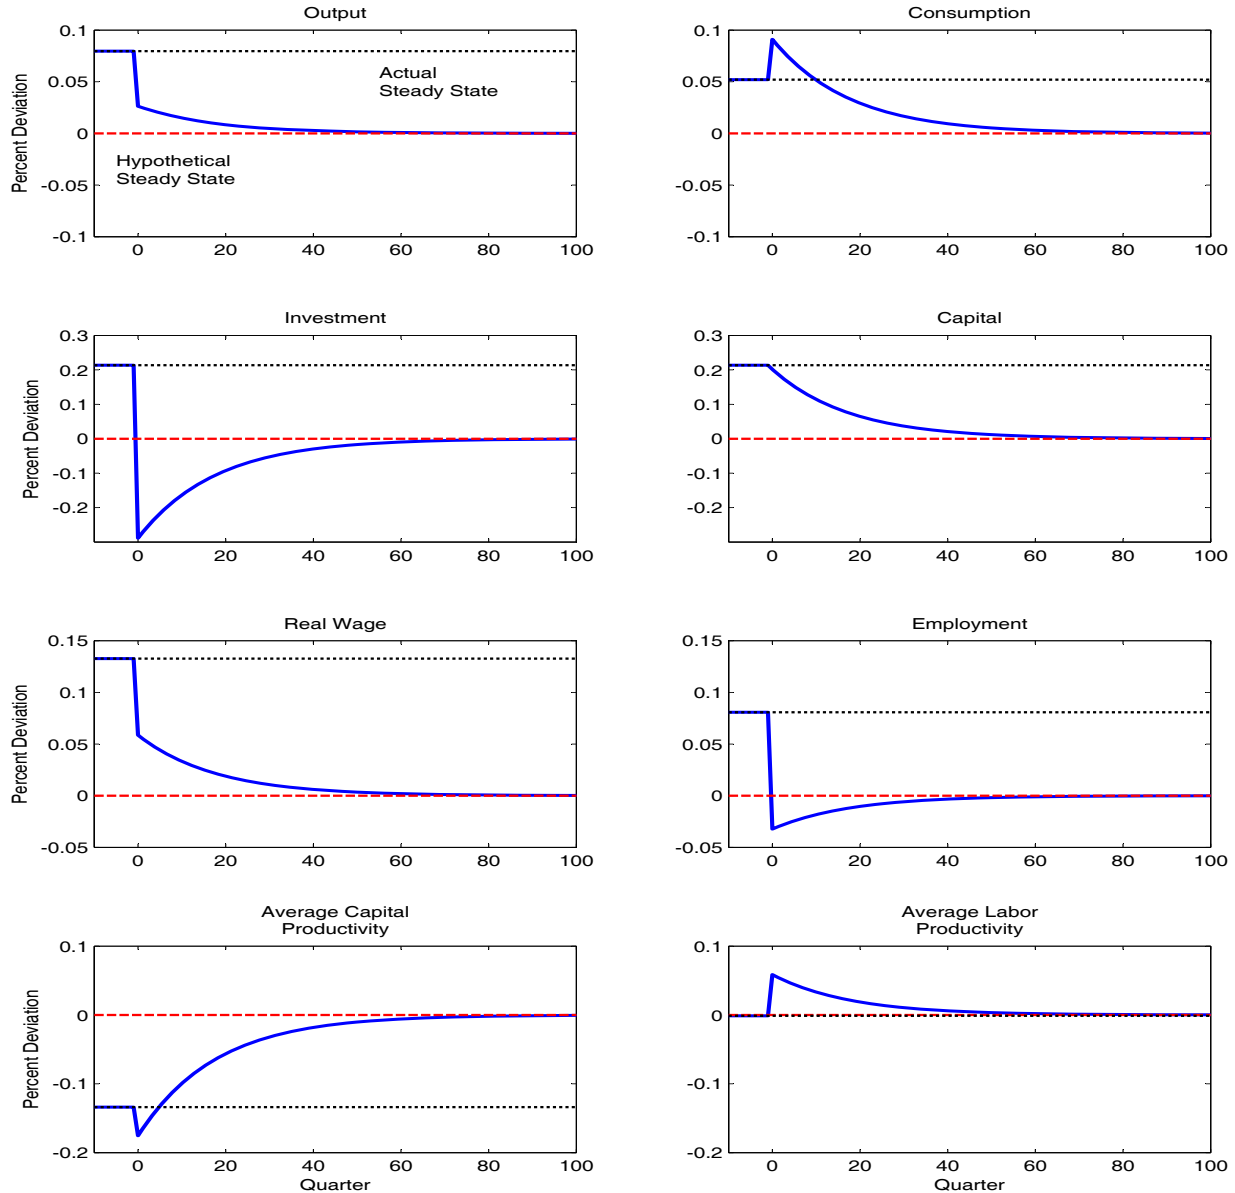 Output
Percent Deviation
0.1
0.05
0
-0.05
-0.1
Actual
Steady State
Hypothetical
Steady State
0 20 40 60 80 100
Consumption
0.1
0.05
0
-0.05
-0.1
0 20 40 60 80 100
Investment
Percent Deviation
0.3
0.2
0.1
0
-0.1
-0.2
0 20 40 60 80 100
Capital
0.3
0.2
0.1
0
-0.1
-0.2
0 20 40 60 80 100
Real Wage
Percent Deviation
0.15
0.1
0.05
0
-0.05
0 20 40 60 80 100
Employment
0.15
0.1
0.05
0
-0.05
0 20 40 60 80 100
Average Capital
Productivity
Percent Deviation
0.1
0
-0.1
-0.2
0 20 40 60 80 100
Quarter
Average Labor
Productivity
0.1
0
-0.1
-0.2
0 20 40 60 80 100
Quarter